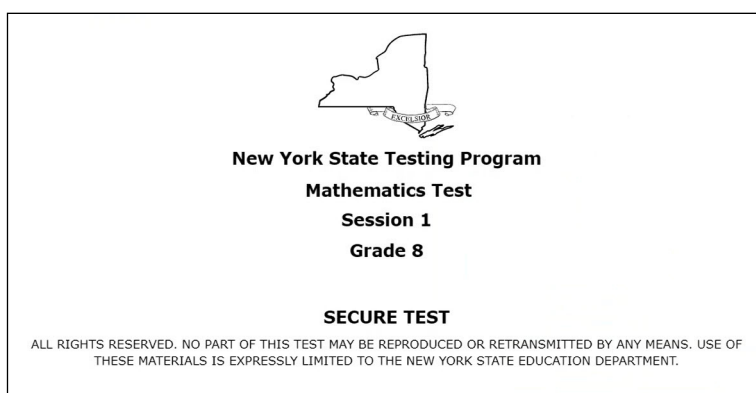 EXCELSIOR
New York State Testing Program
Mathematics Test
Session 1
Grade 8
SECURE TEST
ALL RIGHTS RESERVED. NO PART OF THIS TEST MAY BE REPRODUCED OR RETRANSMITTED BY ANY MEANS. USE OF
THESE MATERIALS IS EXPRESSLY LIMITED TO THE NEW YORK STATE EDUCATION DEPARTMENT.